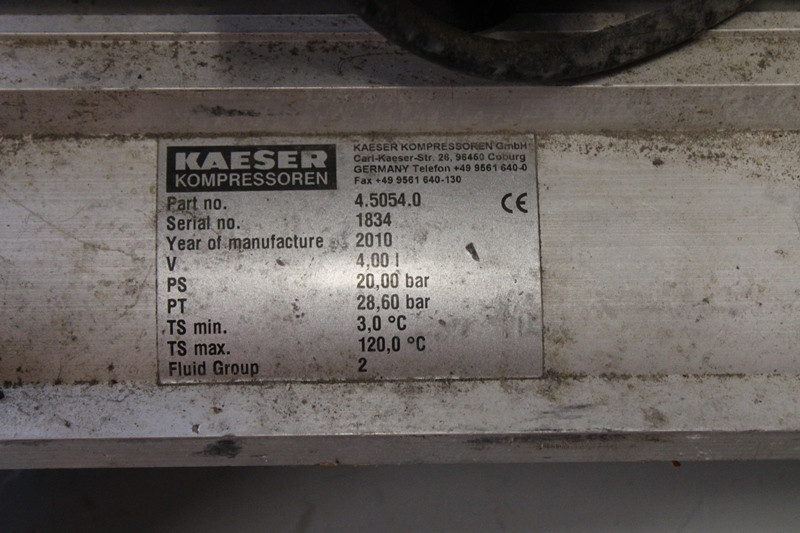 KAESER
KOMPRESSOREN
KAESER KOMPRESSOREN GmbH
Carl-Kaeser-Str. 26, 96450 Coburg
GERMANY Telefon +49 9561 640-0
Fax +49 9561 640-130
Part no. 4.5054.0 CE
Serial no. 1834
Year of manufacture 2010
V 4,00 l
PS 20,00 bar
PT 28,60 bar
TS min. 3,0 °C
TS max. 120,0 °C
Fluid Group 2